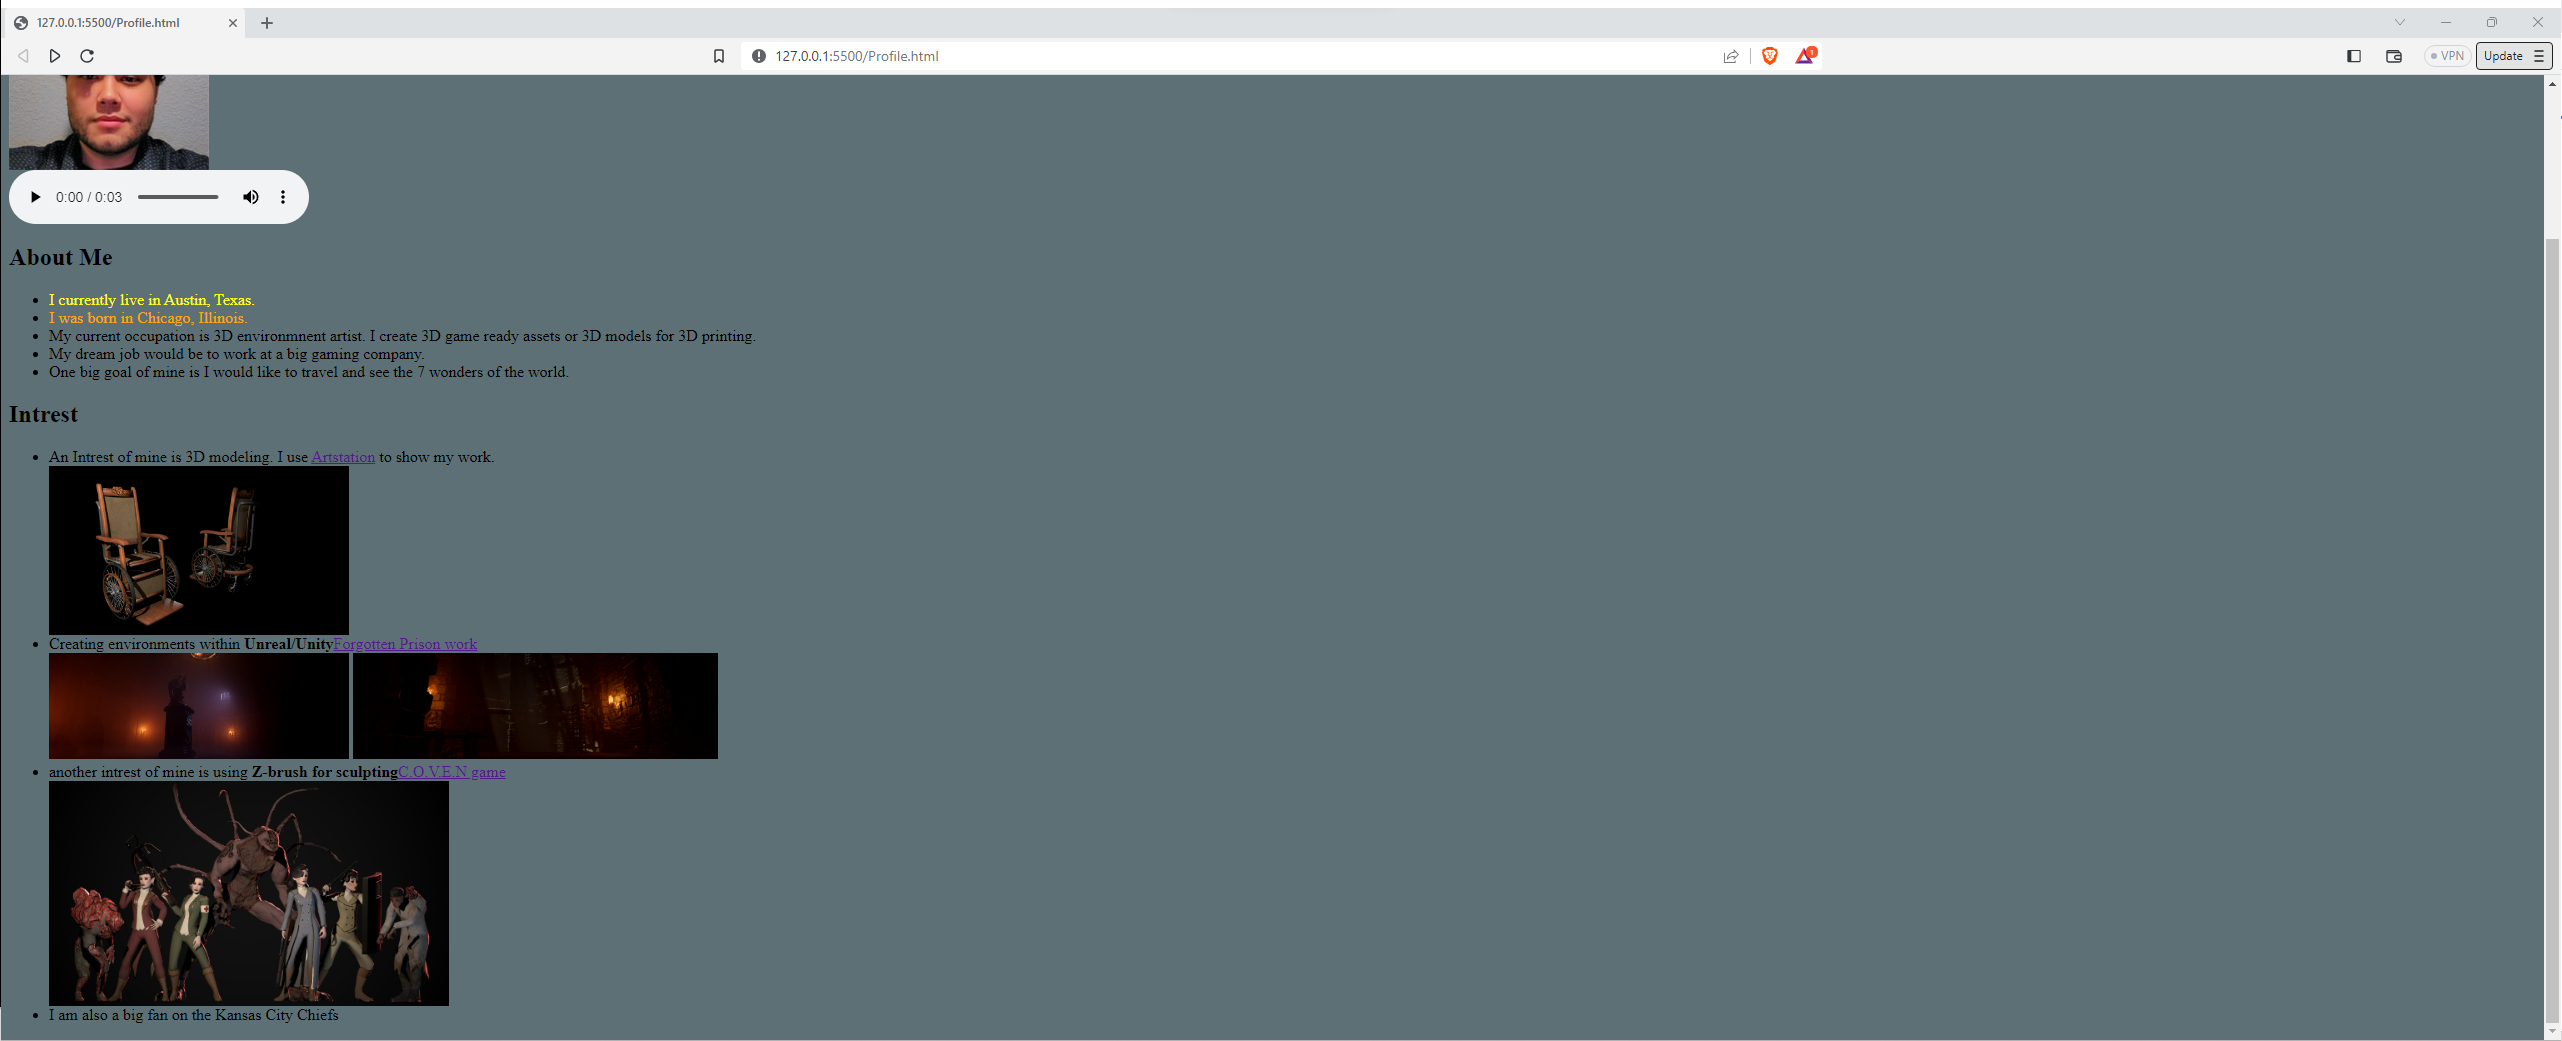 127.0.0.1:5500/Profile.html
127.0.0.1:5500/Profile.html
1
VPN
Update
0:00 / 0:03
About Me
I currently live in Austin, Texas.
I was born in Chicago, Illinois.
My current occupation is 3D environmnent artist. I create 3D game ready assets or 3D models for 3D printing.
My dream job would be to work at a big gaming company.
One big goal of mine is I would like to travel and see the 7 wonders of the world.
Intrest
An Intrest of mine is 3D modeling. I use Artstation to show my work.
Creating environments within Unreal/UnityForgotten Prison work
another intrest of mine is using Z-brush for sculptingC.O.V.E.N game
I am also a big fan on the Kansas City Chiefs